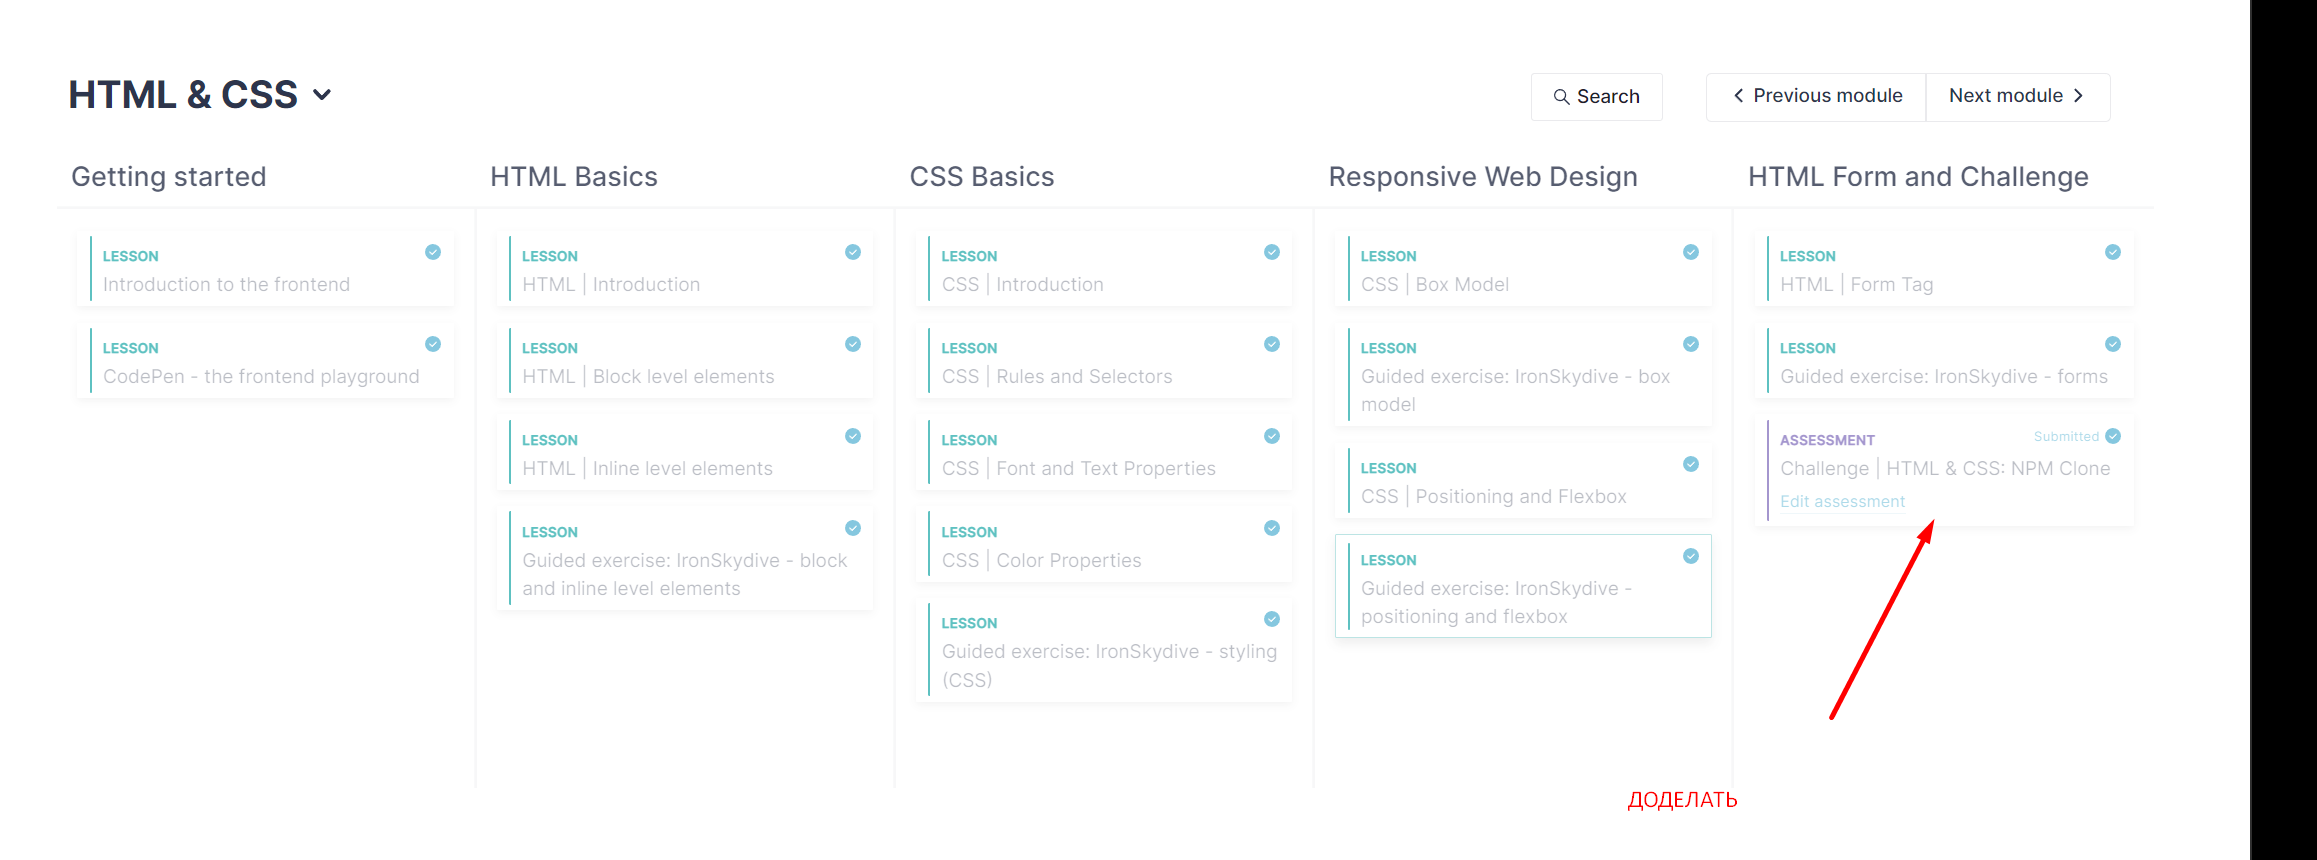 HTML & CSS
Search
Previous module
Next module
Getting started
LESSON
Introduction to the frontend
LESSON
CodePen - the frontend playground
HTML Basics
LESSON
HTML | Introduction
LESSON
HTML | Block level elements
LESSON
HTML | Inline level elements
LESSON
Guided exercise: IronSkydive - block
and inline level elements
CSS Basics
LESSON
CSS | Introduction
LESSON
CSS | Rules and Selectors
LESSON
CSS | Font and Text Properties
LESSON
CSS | Color Properties
LESSON
Guided exercise: IronSkydive - styling
(CSS)
Responsive Web Design
LESSON
CSS | Box Model
LESSON
Guided exercise: IronSkydive - box
model
LESSON
CSS | Positioning and Flexbox
LESSON
Guided exercise: IronSkydive -
positioning and flexbox
HTML Form and Challenge
LESSON
HTML | Form Tag
LESSON
Guided exercise: IronSkydive - forms
ASSESSMENT
Submitted
Challenge | HTML & CSS: NPM Clone
Edit assessment
ДОДЕЛАТЬ